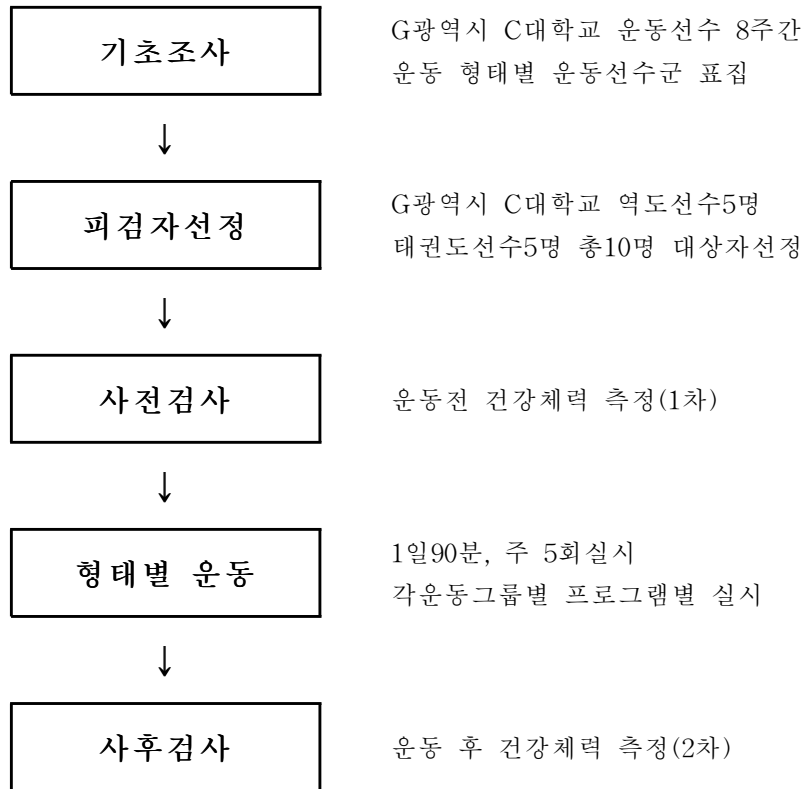 기초조사
G광역시 C대학교 운동선수 8주간
운동 형태별 운동선수군 표집
↓
피검자선정
G광역시 C대학교 역도선수5명
태권도선수5명 총10명 대상자선정
↓
사전검사
운동전 건강체력 측정(1차)
↓
형태별 운동
1일90분, 주 5회실시
각운동그룹별 프로그램별 실시
↓
사후검사
운동 후 건강체력 측정(2차)